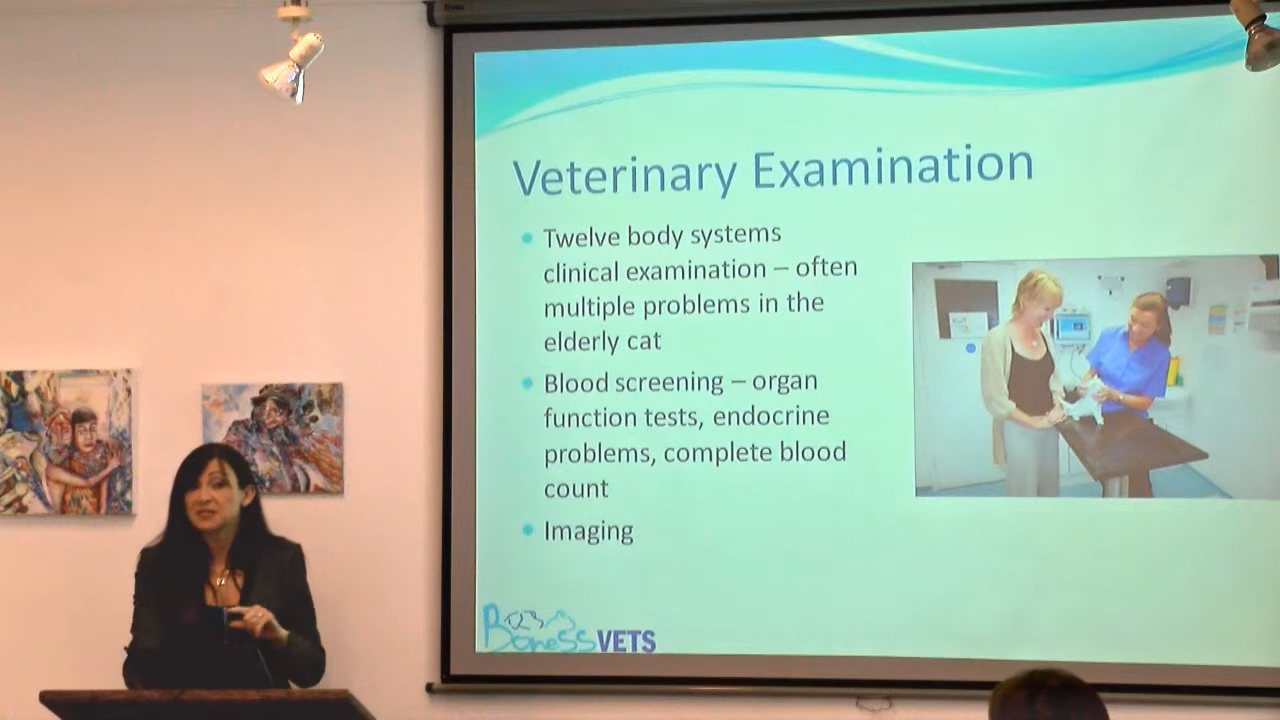 Veterinary Examination
Twelve body systems
clinical examination – often
multiple problems in the
elderly cat
Blood screening – organ
function tests, endocrine
problems, complete blood
count
Imaging
Boness VETS